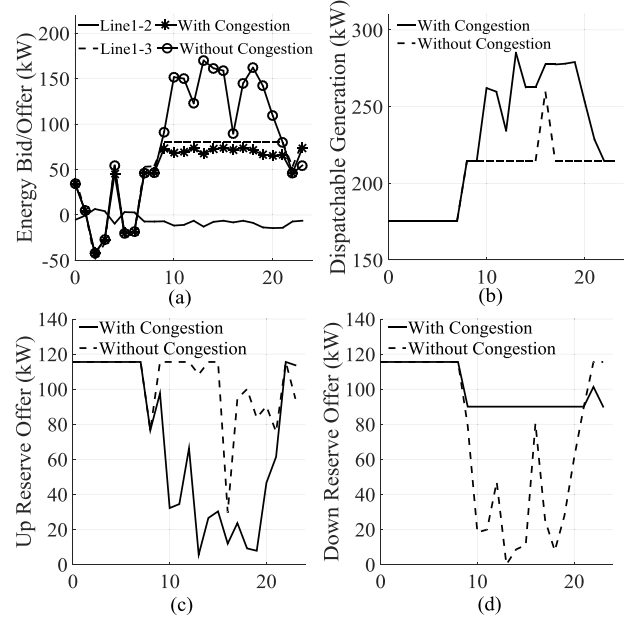 Energy Bid/Offer (kW)
200
150
100
50
0
-50
Line1-2 With Congestion
Line1-3 Without Congestion
0 10 20
(a)
Dispatchable Generation (kW)
310
260
210
150
With Congestion
Without Congestion
0 10 20
(b)
Up Reserve Offer (kW)
140
120
100
80
60
40
20
0
With Congestion
Without Congestion
0 10 20
(c)
Down Reserve Offer (kW)
140
120
100
80
60
40
20
0
With Congestion
Without Congestion
0 10 20
(d)